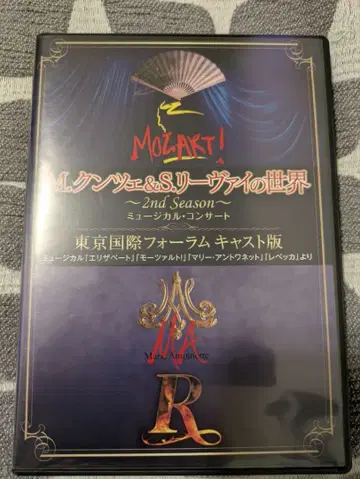 MOZART!
M.クンツェ&S.リーヴァイの世界
～2nd Season～
ミュージカル・コンサート
東京国際フォーラム キャスト版
ミュージカル「エリザベート」「モーツァルト!」「マリー・アントワネット」「レベッカ」より
MA
Marie Antoinette
R